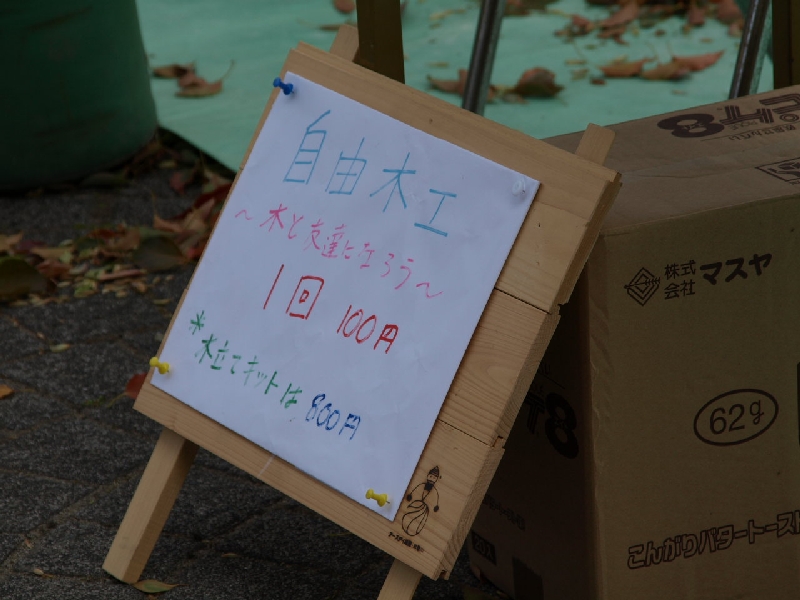 自由木工
～木と友達になろう～
1回 100円
*木立てキットは、800円
株式会社 マスヤ
62g
こんがりバタートースト